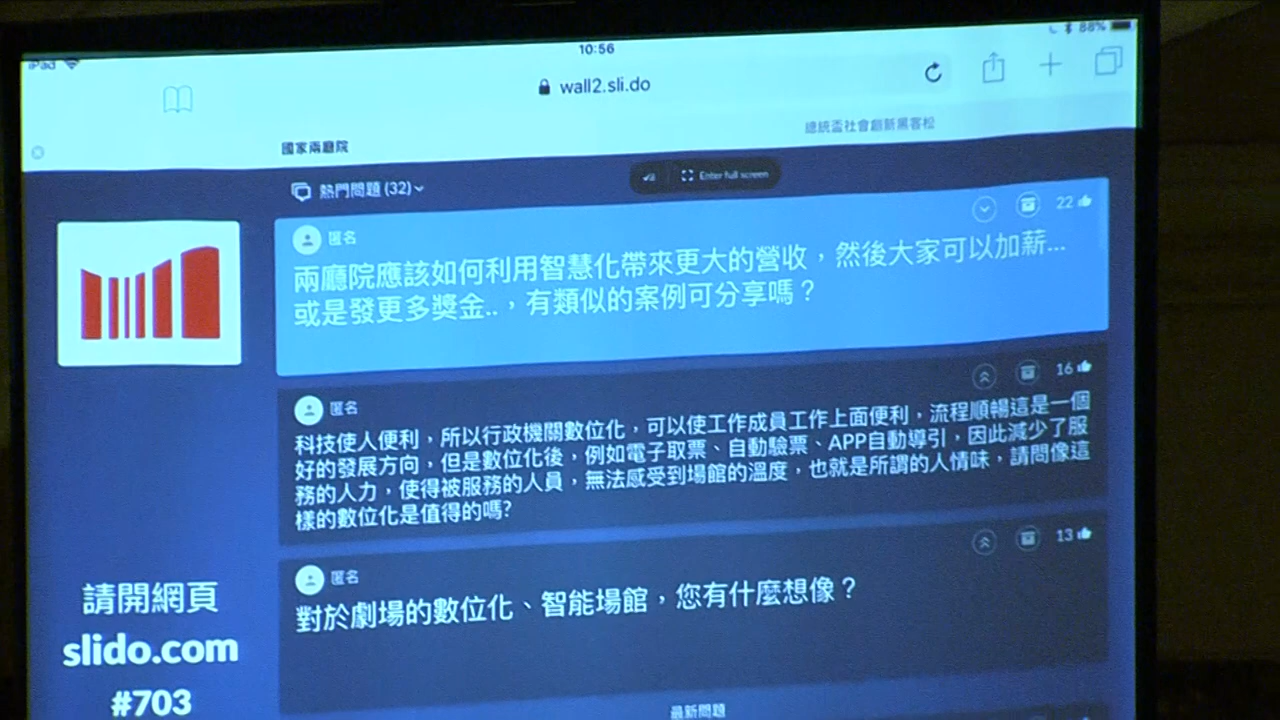 iPad
10:56
88%
wall2.sli.do
國家兩廳院
總統盃社會創新黑客松
熱門問題 (32)
Enter full screen
匿名
22
兩廳院應該如何利用智慧化帶來更大的營收，然後大家可以加薪...
或是發更多獎金..，有類似的案例可分享嗎？
匿名
16
科技使人便利，所以行政機關數位化，可以使工作成員工作上面便利，流程順暢這是一個
好的發展方向，但是數位化後，例如電子取票、自動驗票、APP自動導引，因此減少了服
務的人力，使得被服務的人員，無法感受到場館的溫度，也就是所謂的人情味，請問像這
樣的數位化是值得的嗎?
匿名
13
對於劇場的數位化、智能場館，您有什麼想像？
最新問題
請開網頁
slido.com
#703